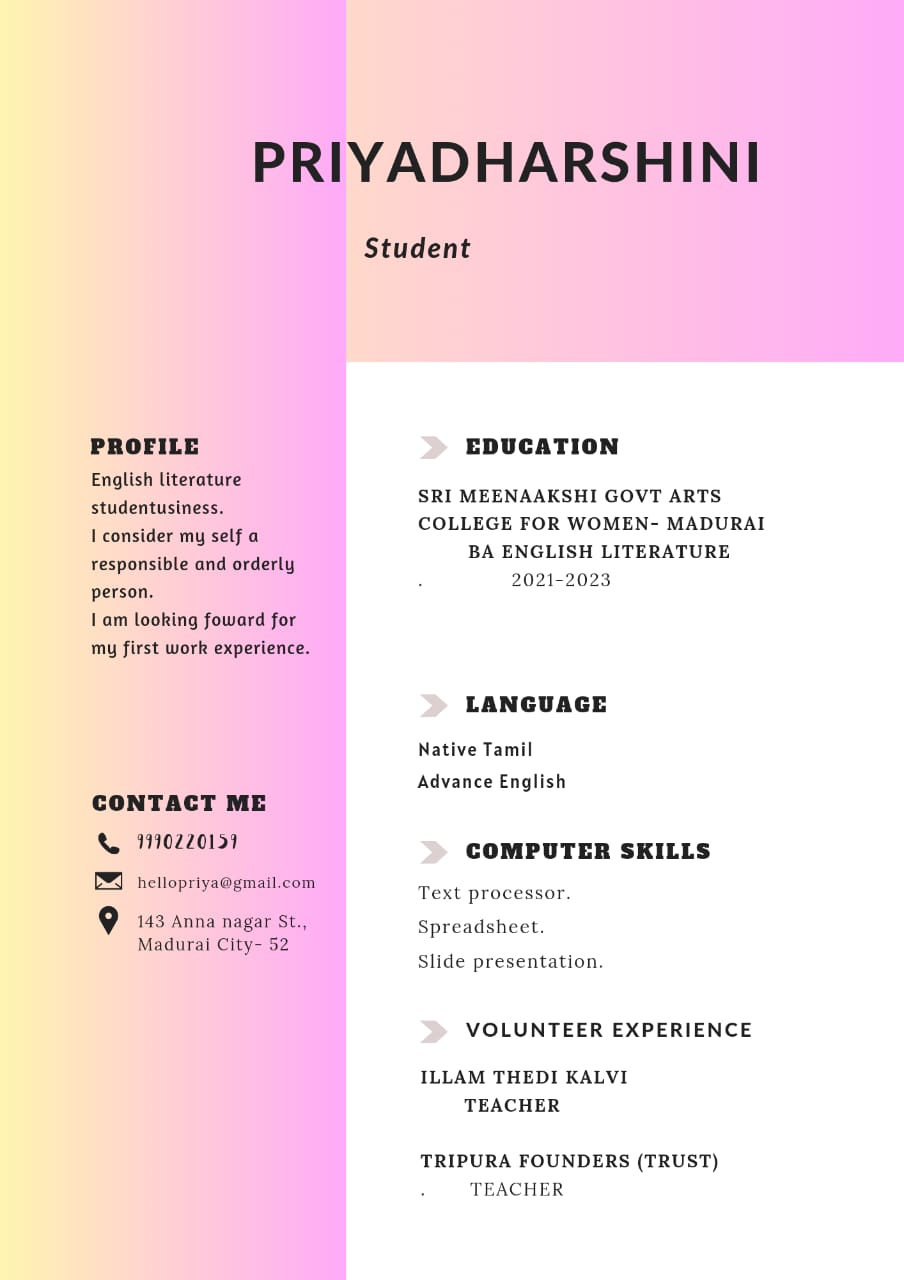 PRIYADHARSHINI
Student
PROFILE
English literature
studentusiness.
I consider my self a
responsible and orderly
person.
I am looking foward for
my first work experience.
CONTACT ME
9990220159
hellopriya@gmail.com
143 Anna nagar St.,
Madurai City- 52
EDUCATION
SRI MEENAAKSHI GOVT ARTS
COLLEGE FOR WOMEN- MADURAI
BA ENGLISH LITERATURE
. 2021-2023
LANGUAGE
Native Tamil
Advance English
COMPUTER SKILLS
Text processor.
Spreadsheet.
Slide presentation.
VOLUNTEER EXPERIENCE
ILLAM THEDI KALVI
TEACHER
TRIPURA FOUNDERS (TRUST)
. TEACHER